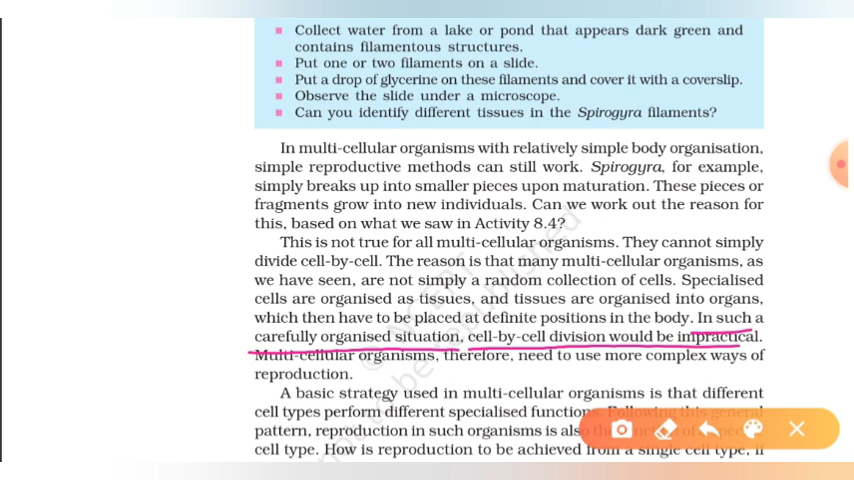 Collect water from a lake or pond that appears dark green and
contains filamentous structures.
Put one or two filaments on a slide.
Put a drop of glycerine on these filaments and cover it with a coverslip.
Observe the slide under a microscope.
Can you identify different tissues in the Spirogyra filaments?
In multi-cellular organisms with relatively simple body organisation,
simple reproductive methods can still work. Spirogyra, for example,
simply breaks up into smaller pieces upon maturation. These pieces or
fragments grow into new individuals. Can we work out the reason for
this, based on what we saw in Activity 8.4?
This is not true for all multi-cellular organisms. They cannot simply
divide cell-by-cell. The reason is that many multi-cellular organisms, as
we have seen, are not simply a random collection of cells. Specialised
cells are organised as tissues, and tissues are organised into organs,
which then have to be placed at definite positions in the body. In such a
carefully organised situation, cell-by-cell division would be impractical.
Multi-cellular organisms, therefore, need to use more complex ways of
reproduction.
A basic strategy used in multi-cellular organisms is that different
cell types perform different specialised functions. Following this general
pattern, reproduction in such organisms is also
cell type. How is reproduction to be achieved from a single cell type, if